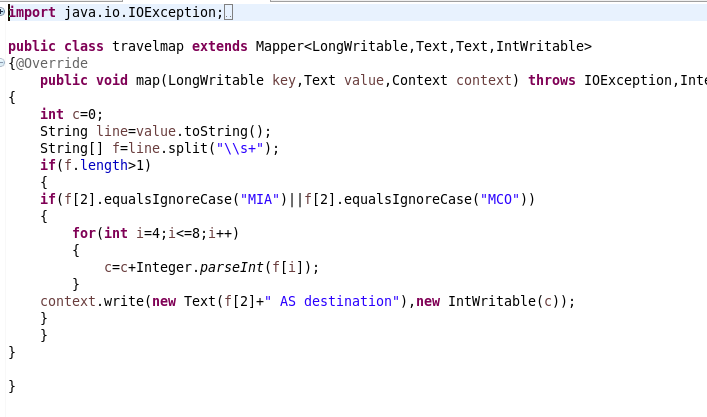 import java.io.IOException;
public class travelmap extends Mapper<LongWritable,Text,Text,IntWritable>
{@Override
public void map(LongWritable key,Text value,Context context) throws IOException,Inte
{
int c=0;
String line=value.toString();
String[] f=line.split("\\s+");
if(f.length>1)
{
if(f[2].equalsIgnoreCase("MIA")||f[2].equalsIgnoreCase("MCO"))
{
for(int i=4;i<=8;i++)
{
c=c+Integer.parseInt(f[i]);
}
context.write(new Text(f[2]+" AS destination"),new IntWritable(c));
}
}
}
}